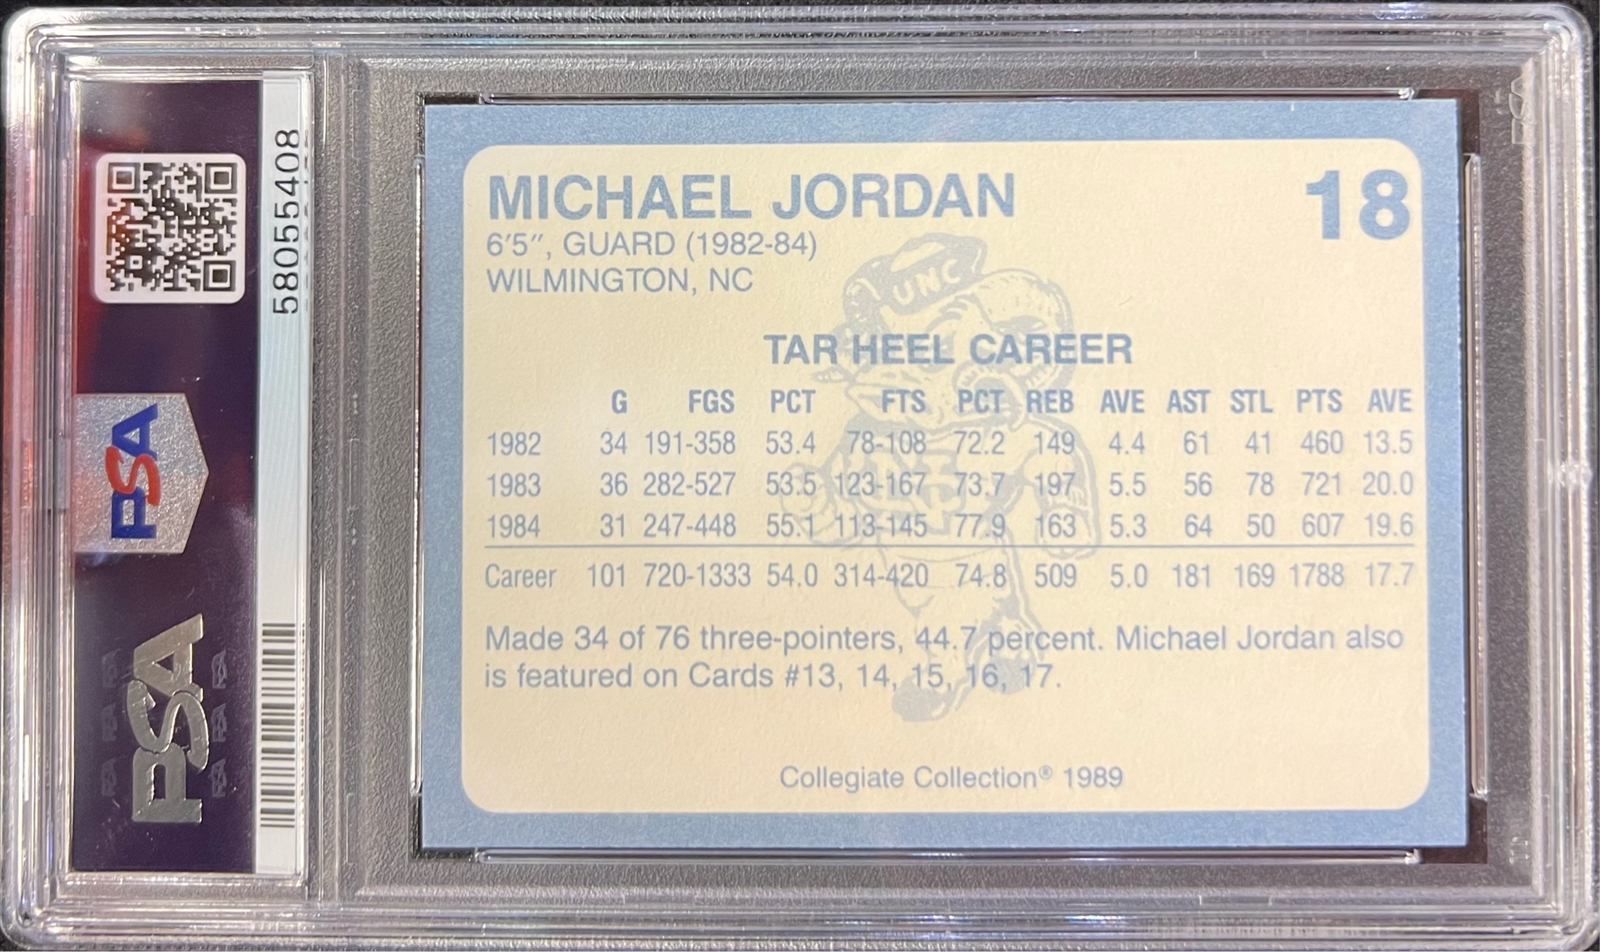 PSA
PSA
58055408
MICHAEL JORDAN
18
6'5", GUARD (1982-84)
WILMINGTON, NC
UNC
TAR HEEL CAREER
G FGS PCT FTS PCT REB AVE AST STL PTS AVE
1982 34 191-358 53.4 78-108 72.2 149 4.4 61 41 460 13.5
1983 36 282-527 53.5 123-167 73.7 197 5.5 56 78 721 20.0
1984 31 247-448 55.1 113-145 77.9 163 5.3 64 50 607 19.6
Career 101 720-1333 54.0 314-420 74.8 509 5.0 181 169 1788 17.7
Made 34 of 76 three-pointers, 44.7 percent. Michael Jordan also
is featured on Cards #13, 14, 15, 16, 17.
Collegiate Collection® 1989